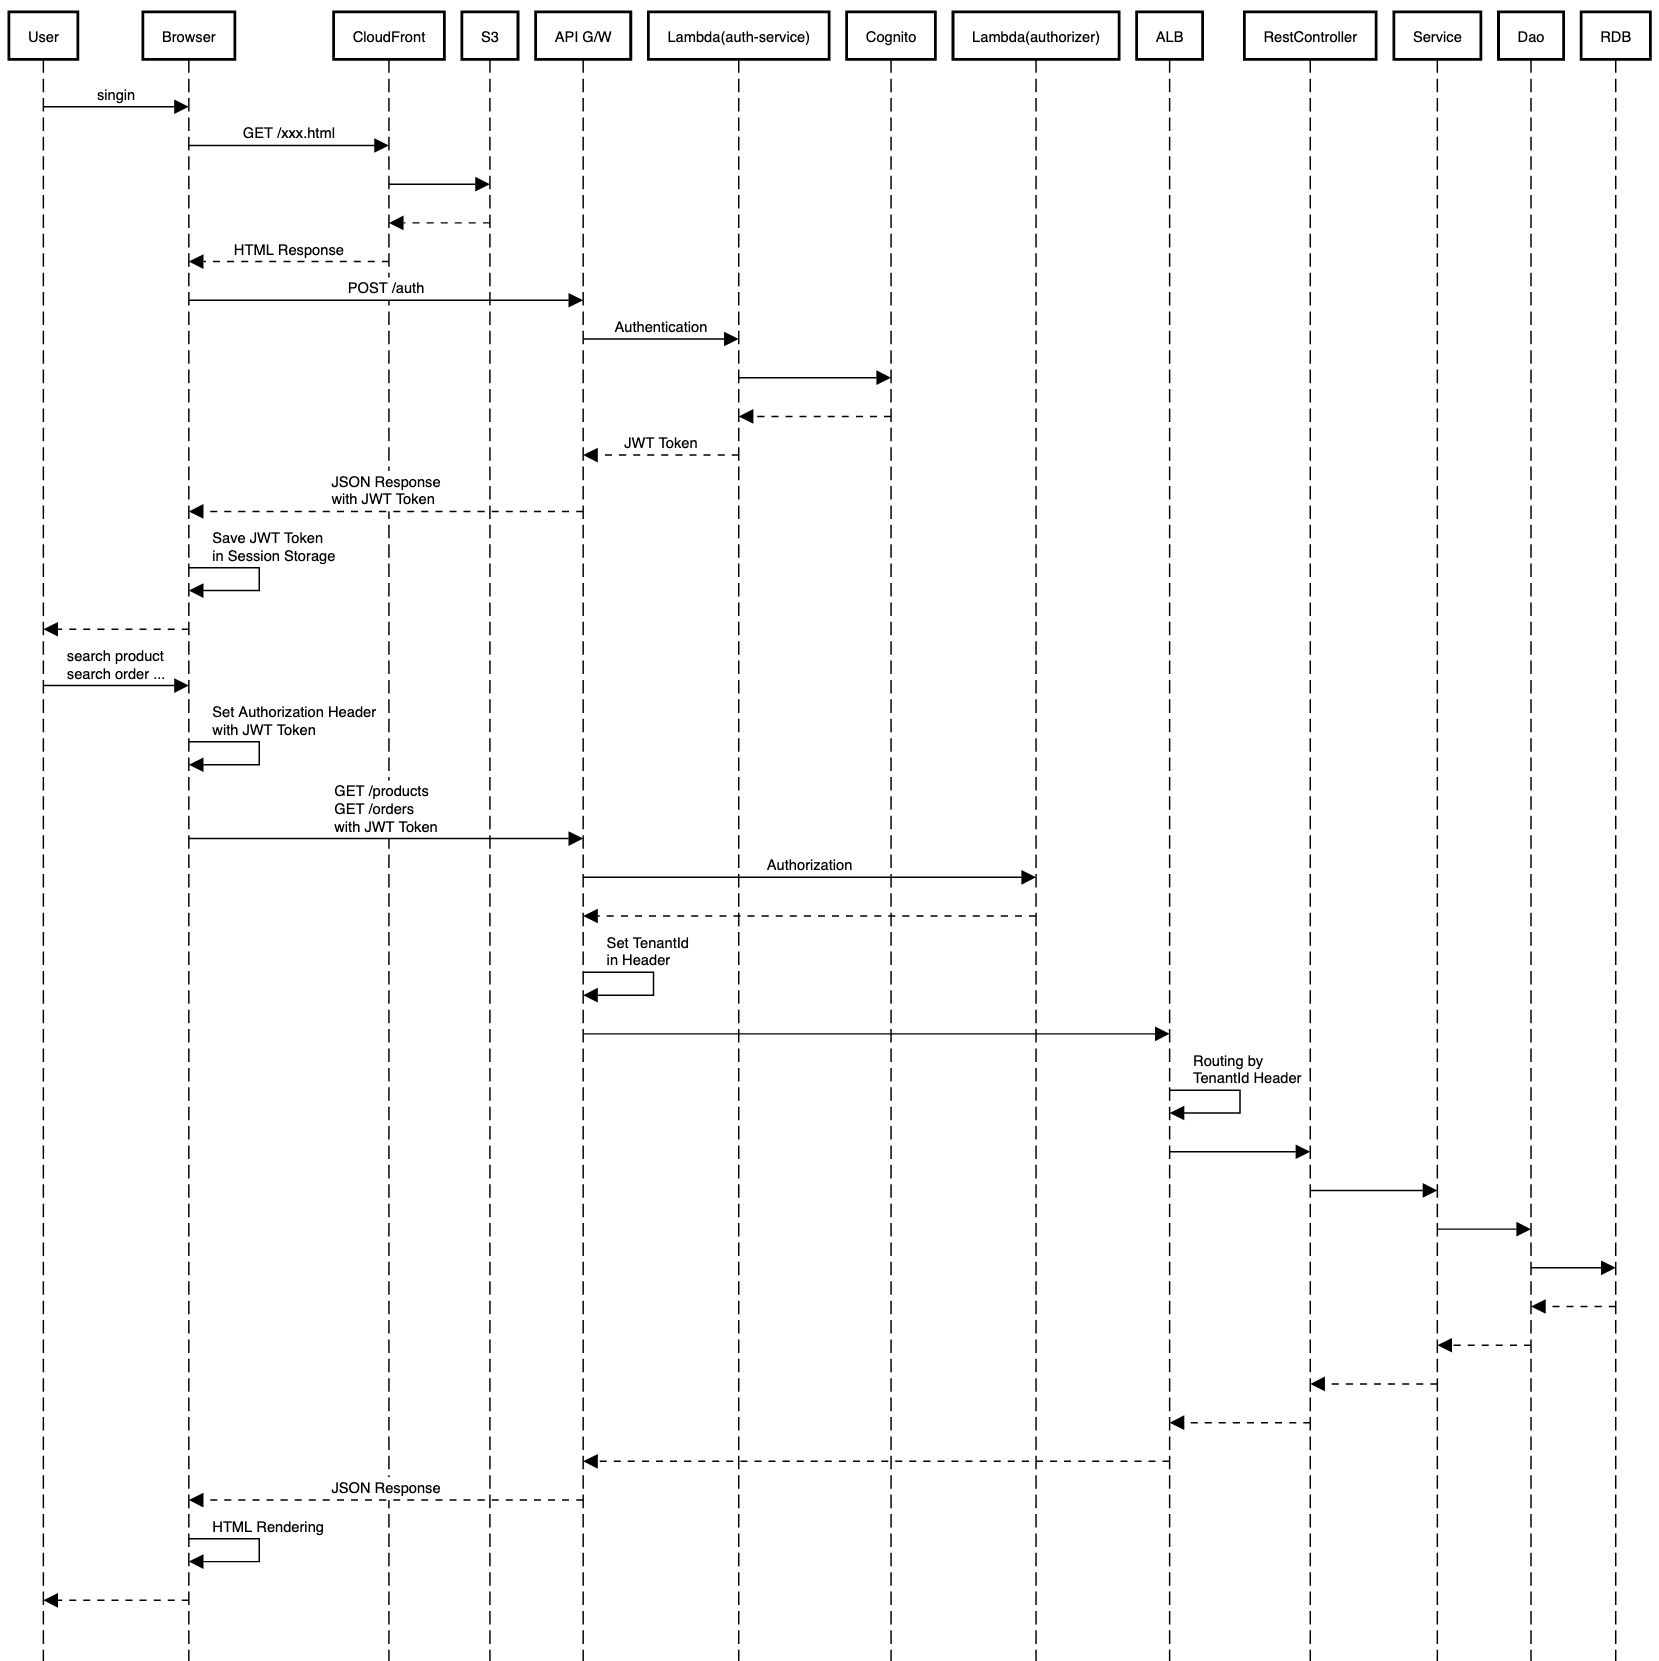 User
Browser
CloudFront
S3
API G/W
Lambda(auth-service)
Cognito
Lambda(authorizer)
ALB
RestController
Service
Dao
RDB
singin
GET /xxx.html
HTML Response
POST /auth
Authentication
JWT Token
JSON Response
with JWT Token
Save JWT Token
in Session Storage
search product
search order ...
Set Authorization Header
with JWT Token
GET /products
GET /orders
with JWT Token
Authorization
Set TenantId
in Header
Routing by
TenantId Header
JSON Response
HTML Rendering